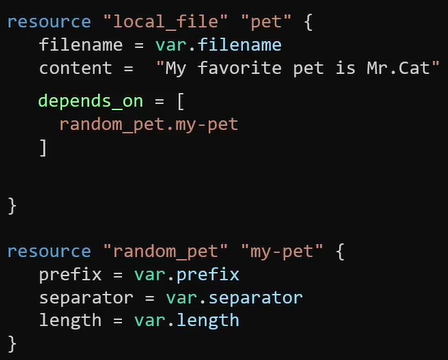 resource "local_file" "pet" {
filename = var.filename
content =  "My favorite pet is Mr.Cat"
depends_on = [
random_pet.my-pet
]
}
resource "random_pet" "my-pet" {
prefix = var.prefix
separator = var.separator
length = var.length
}